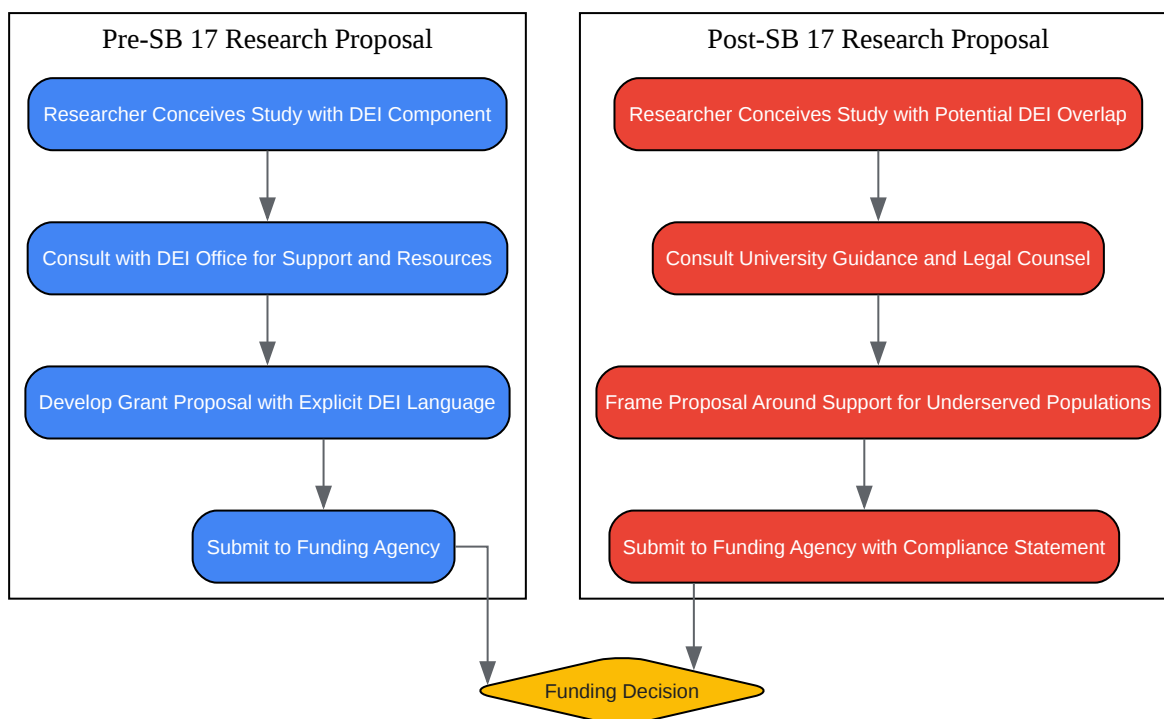 Pre-SB 17 Research Proposal
Researcher Conceives Study with DEI Component
Consult with DEI Office for Support and Resources
Develop Grant Proposal with Explicit DEI Language
Submit to Funding Agency
Post-SB 17 Research Proposal
Researcher Conceives Study with Potential DEI Overlap
Consult University Guidance and Legal Counsel
Frame Proposal Around Support for Underserved Populations
Submit to Funding Agency with Compliance Statement
Funding Decision